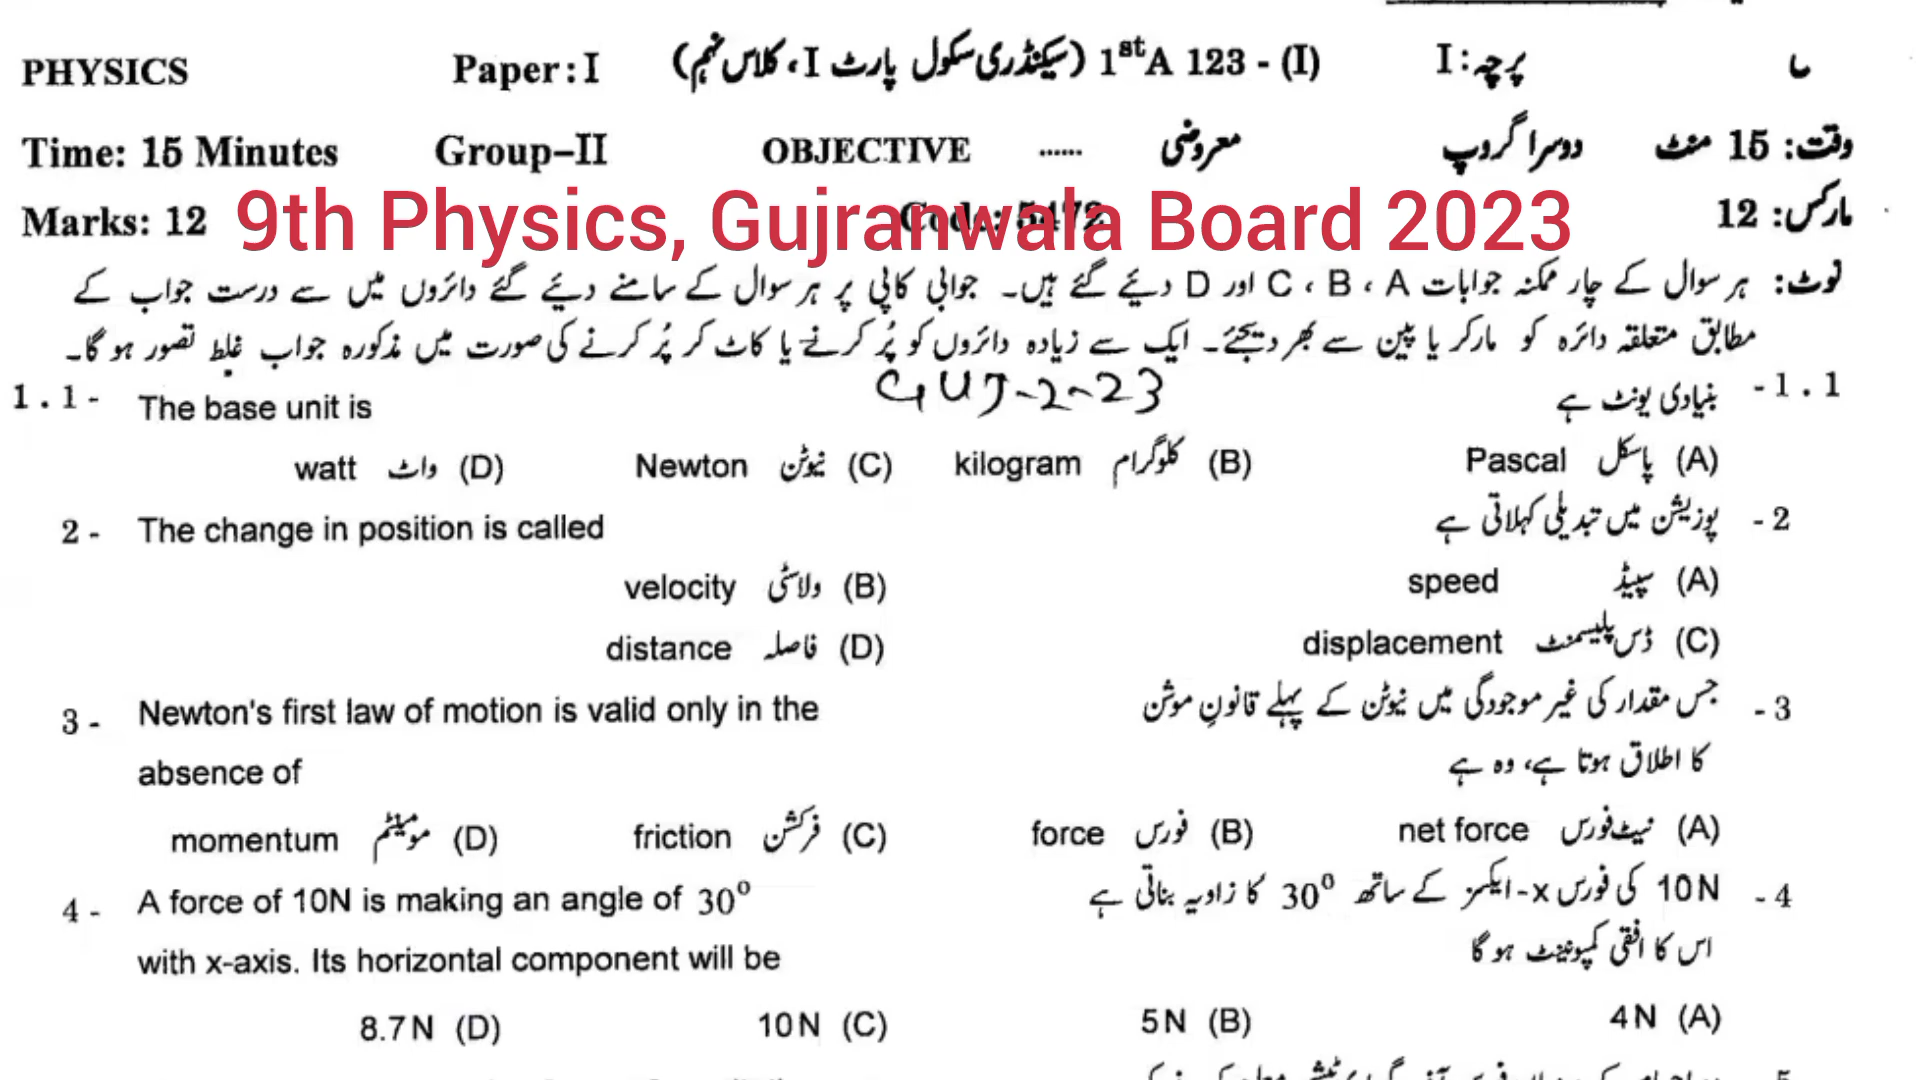 PHYSICS Paper : I (سیکنڈری سکول پارٹ I، کلاس نہم) 1st A 123 - (I) پرچہ : I
Time: 15 Minutes Group–II OBJECTIVE ...... معروضی دوسرا گروپ وقت: 15 منٹ
Marks: 12 Code: 5472 مارکس: 12
9th Physics, Gujranwala Board 2023
نوٹ: ہر سوال کے چار ممکنہ جوابات A ، B ، C اور D دیئے گئے ہیں۔ جوابی کاپی پر ہر سوال کے سامنے دیئے گئے دائروں میں سے درست جواب کے
مطابق متعلقہ دائرہ کو مارکر یا پین سے بھر دیجئے۔ ایک سے زیادہ دائروں کو پُر کرنے یا کاٹ کر پُر کرنے کی صورت میں مذکورہ جواب غلط تصور ہو گا۔
GUJ-2-23
1.1- The base unit is بنیادی یونٹ ہے -1.1
watt واٹ (D) Newton نیوٹن (C) kilogram کلوگرام (B) Pascal پاسکل (A)
2- The change in position is called پوزیشن میں تبدیلی کہلاتی ہے -2
velocity ولاسٹی (B) speed سپیڈ (A)
distance فاصلہ (D) displacement ڈس پلیسمنٹ (C)
3- Newton's first law of motion is valid only in the جس مقدار کی غیر موجودگی میں نیوٹن کے پہلے قانونِ موشن -3
absence of کا اطلاق ہوتا ہے، وہ ہے
momentum مومینٹم (D) friction فرکشن (C) force فورس (B) net force نیٹ فورس (A)
4- A force of 10N is making an angle of 30° 10N کی فورس x-ایکسز کے ساتھ 30° کا زاویہ بناتی ہے -4
with x-axis. Its horizontal component will be اس کا افقی کمپونینٹ ہو گا
8.7N (D) 10N (C) 5N (B) 4N (A)